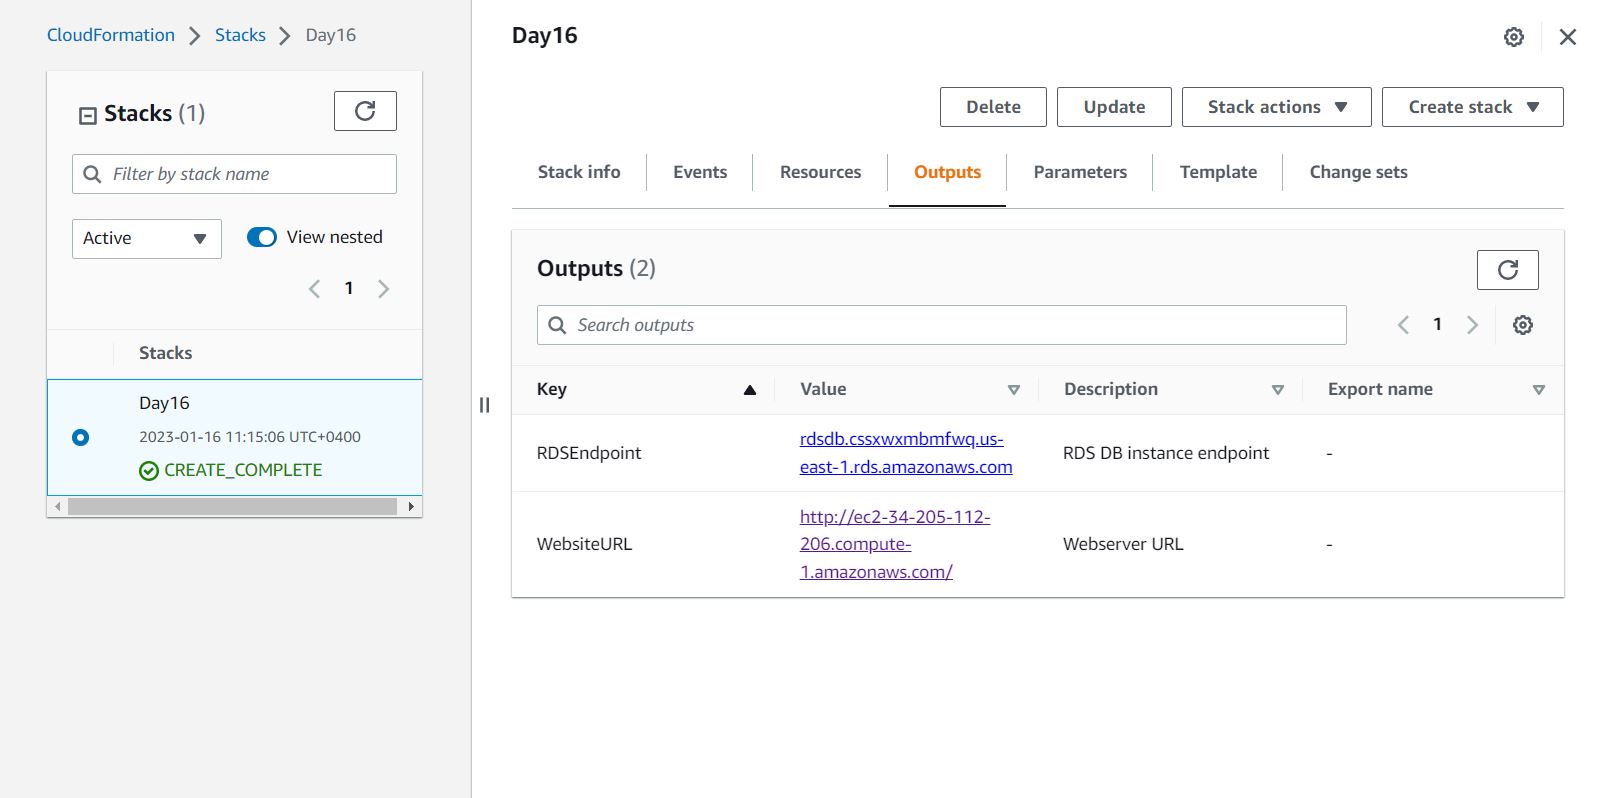 CloudFormation Stacks Day16
Stacks (1)
Filter by stack name
Active View nested
1
Stacks
Day16
2023-01-16 11:15:06 UTC+0400
CREATE_COMPLETE
Day16
Delete Update Stack actions Create stack
Stack info Events Resources Outputs Parameters Template Change sets
Outputs (2)
Search outputs 1
Key Value Description Export name
RDSEndpoint
rdsdb.cssxwxmbmfwq.us-
east-1.rds.amazonaws.com
RDS DB instance endpoint
-
WebsiteURL
http://ec2-34-205-112-
206.compute-
1.amazonaws.com/
Webserver URL
-